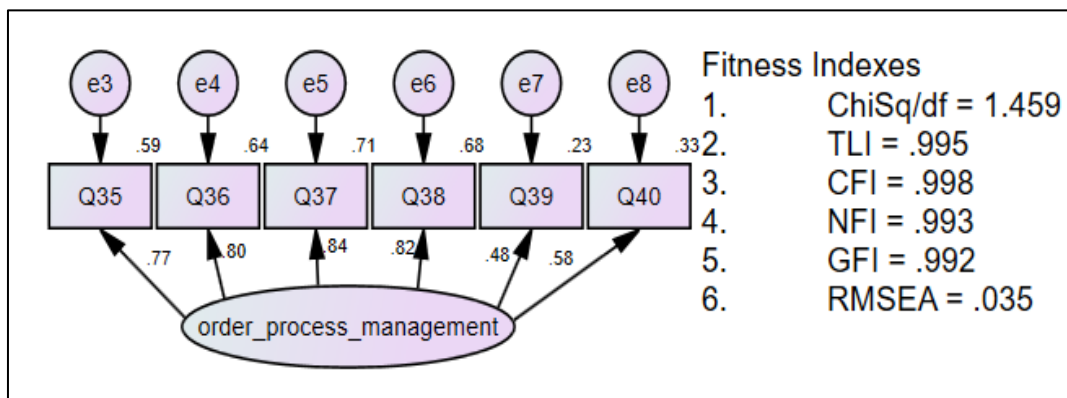 e3 e4 e5 e6 e7 e8
.59 .64 .71 .68 .23 .33
Q35 Q36 Q37 Q38 Q39 Q40
.77 .80 .84 .82 .48 .58
order_process_management
Fitness Indexes
1. ChiSq/df = 1.459
2. TLI = .995
3. CFI = .998
4. NFI = .993
5. GFI = .992
6. RMSEA = .035